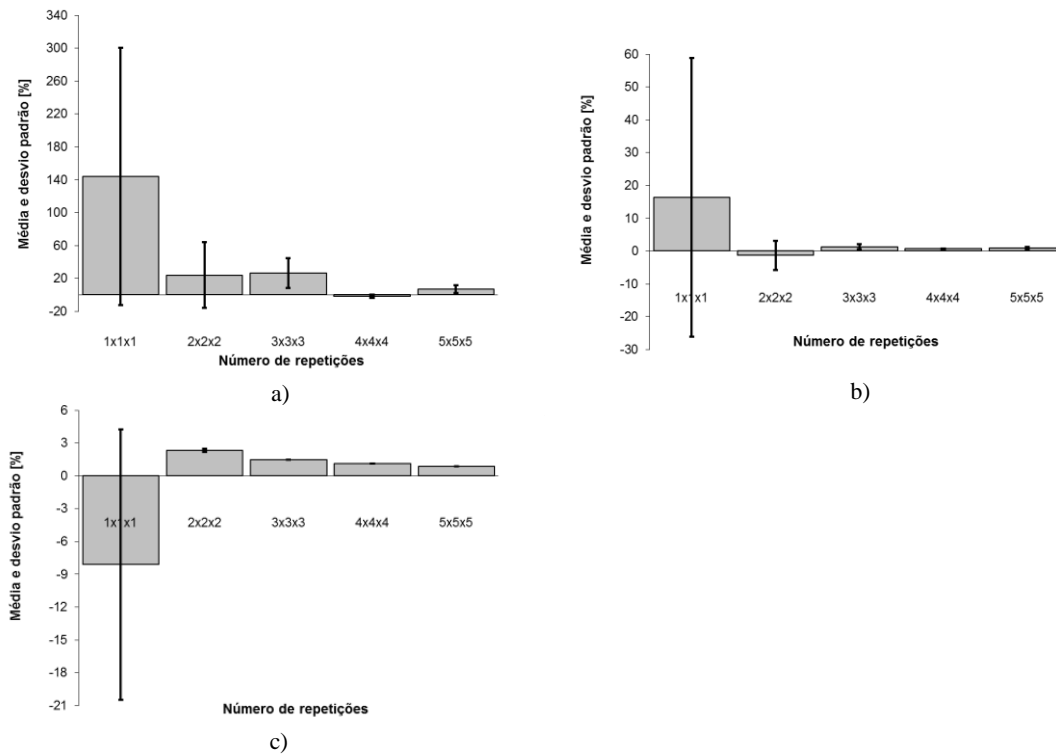 Média e desvio padrão [%]
340
300
260
220
180
140
100
60
20
-20
1x1x1 2x2x2 3x3x3 4x4x4 5x5x5
Número de repetições
a)
Média e desvio padrão [%]
60
50
40
30
20
10
0
-10
-20
-30
1x1x1 2x2x2 3x3x3 4x4x4 5x5x5
Número de repetições
b)
Média e desvio padrão [%]
6
3
0
-3
-6
-9
-12
-15
-18
-21
1x1x1 2x2x2 3x3x3 4x4x4 5x5x5
Número de repetições
c)